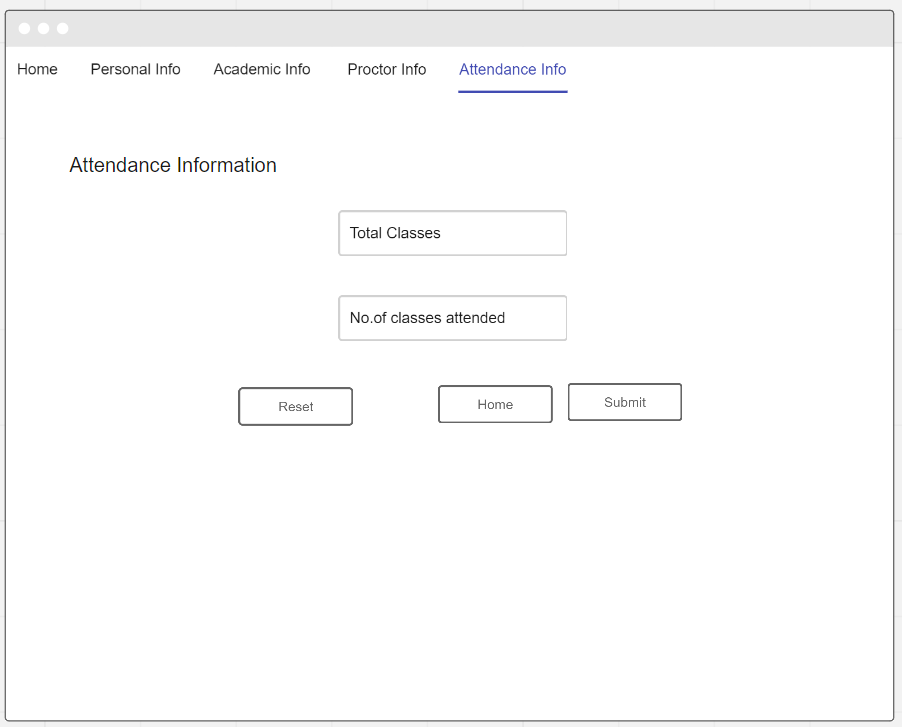 Home Personal Info Academic Info Proctor Info Attendance Info
Attendance Information
Total Classes
No.of classes attended
Reset Home Submit